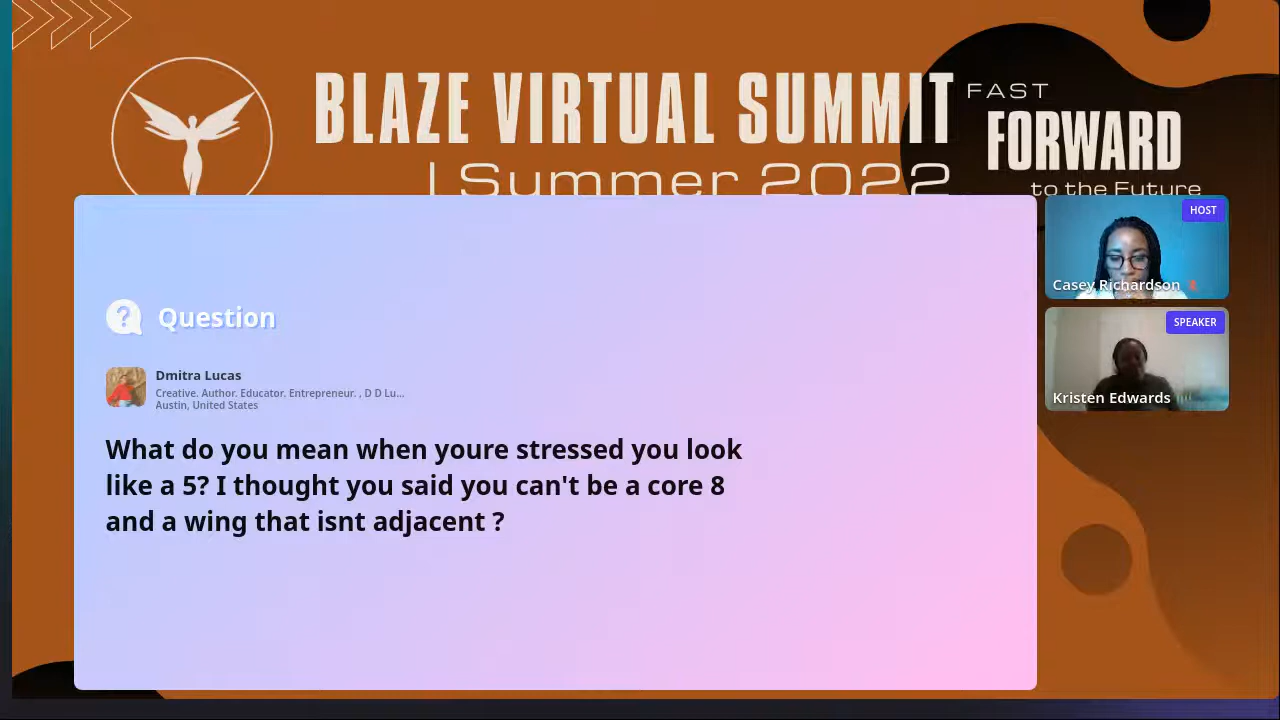 BLAZE VIRTUAL SUMMIT
| Summer 2022
FAST
FORWARD
to the Future
HOST
Casey Richardson
SPEAKER
Kristen Edwards
Question
Dmitra Lucas
Creative. Author. Educator. Entrepreneur. , D D Lu...
Austin, United States
What do you mean when youre stressed you look
like a 5? I thought you said you can't be a core 8
and a wing that isnt adjacent ?